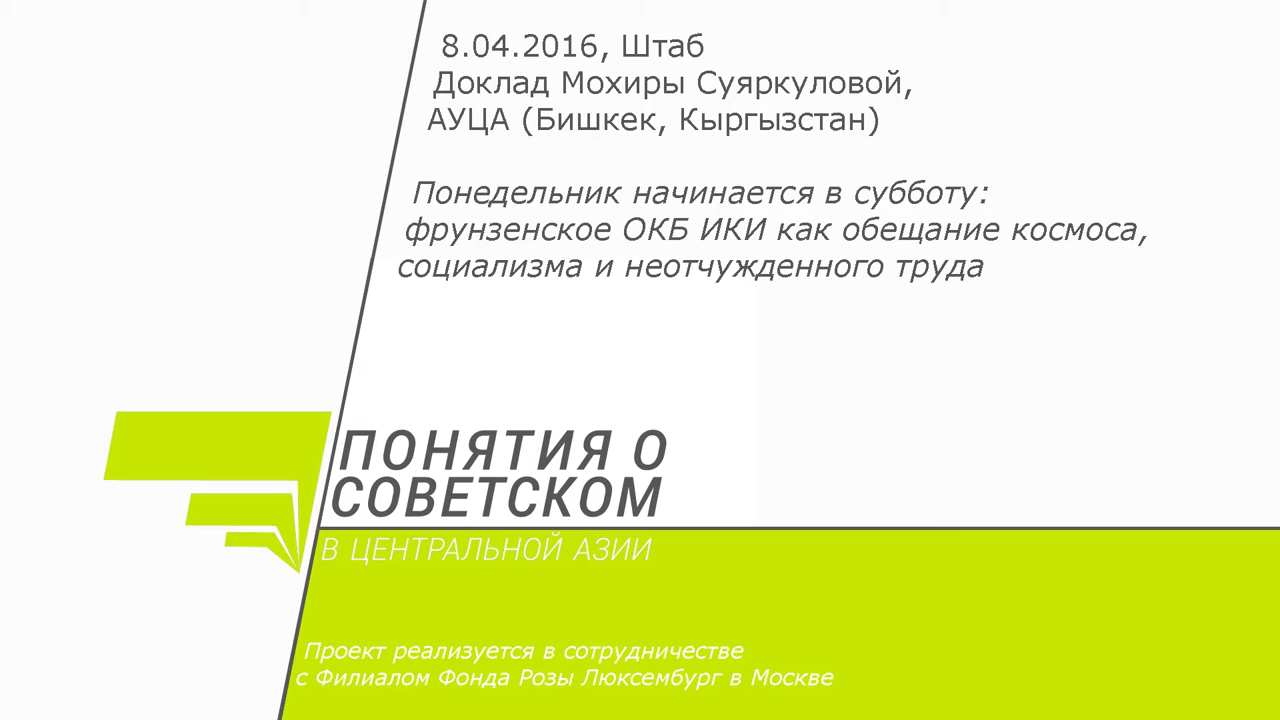 8.04.2016, Штаб
Доклад Мохиры Суяркуловой,
АУЦА (Бишкек, Кыргызстан)
Понедельник начинается в субботу:
фрунзенское ОКБ ИКИ как обещание космоса,
социализма и неотчужденного труда
ПОНЯТИЯ О
СОВЕТСКОМ
В ЦЕНТРАЛЬНОЙ АЗИИ
Проект реализуется в сотрудничестве
с Филиалом Фонда Розы Люксембург в Москве